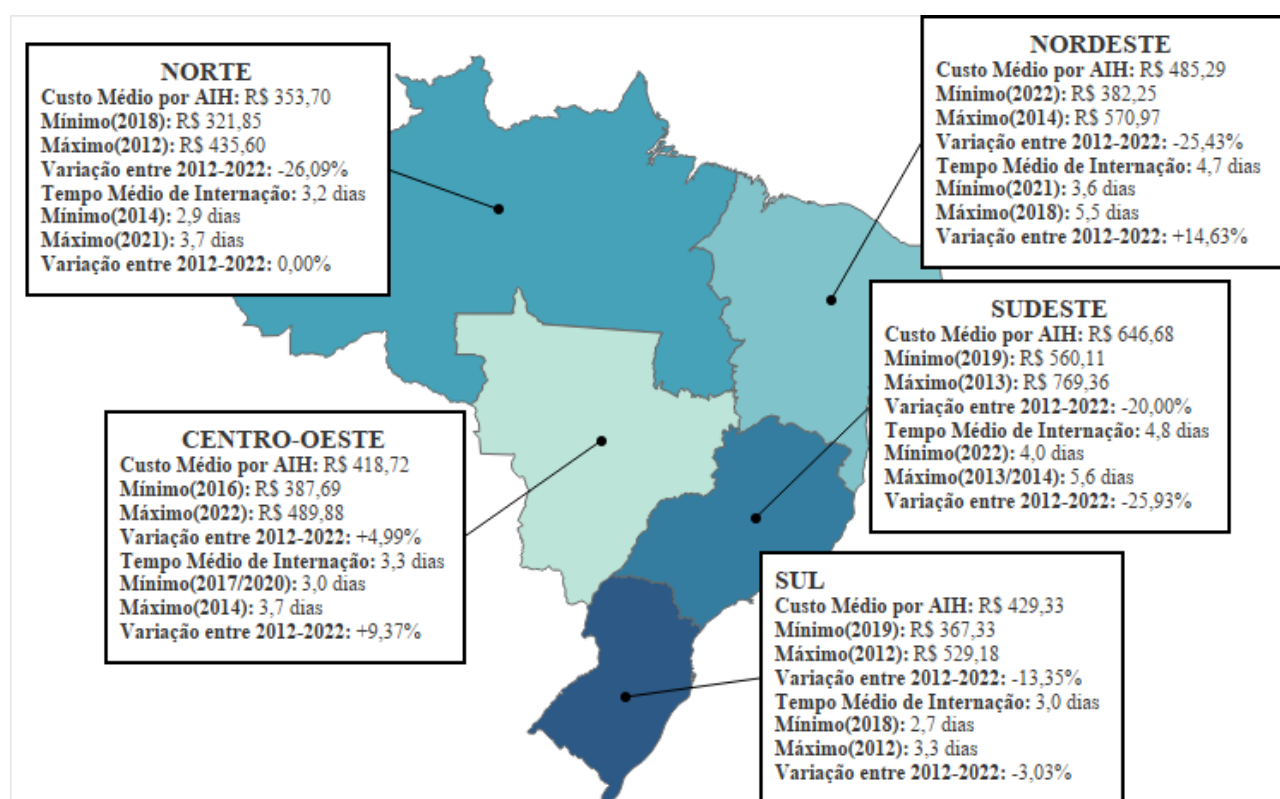 NORTE
Custo Médio por AIH: R$ 353,70
Mínimo(2018): R$ 321,85
Máximo(2012): R$ 435,60
Variação entre 2012-2022: -26,09%
Tempo Médio de Internação: 3,2 dias
Mínimo(2014): 2,9 dias
Máximo(2021): 3,7 dias
Variação entre 2012-2022: 0,00%
NORDESTE
Custo Médio por AIH: R$ 485,29
Mínimo(2022): R$ 382,25
Máximo(2014): R$ 570,97
Variação entre 2012-2022: -25,43%
Tempo Médio de Internação: 4,7 dias
Mínimo(2021): 3,6 dias
Máximo(2018): 5,5 dias
Variação entre 2012-2022: +14,63%
SUDESTE
Custo Médio por AIH: R$ 646,68
Mínimo(2019): R$ 560,11
Máximo(2013): R$ 769,36
Variação entre 2012-2022: -20,00%
Tempo Médio de Internação: 4,8 dias
Mínimo(2022): 4,0 dias
Máximo(2013/2014): 5,6 dias
Variação entre 2012-2022: -25,93%
CENTRO-OESTE
Custo Médio por AIH: R$ 418,72
Mínimo(2016): R$ 387,69
Máximo(2022): R$ 489,88
Variação entre 2012-2022: +4,99%
Tempo Médio de Internação: 3,3 dias
Mínimo(2017/2020): 3,0 dias
Máximo(2014): 3,7 dias
Variação entre 2012-2022: +9,37%
SUL
Custo Médio por AIH: R$ 429,33
Mínimo(2019): R$ 367,33
Máximo(2012): R$ 529,18
Variação entre 2012-2022: -13,35%
Tempo Médio de Internação: 3,0 dias
Mínimo(2018): 2,7 dias
Máximo(2012): 3,3 dias
Variação entre 2012-2022: -3,03%